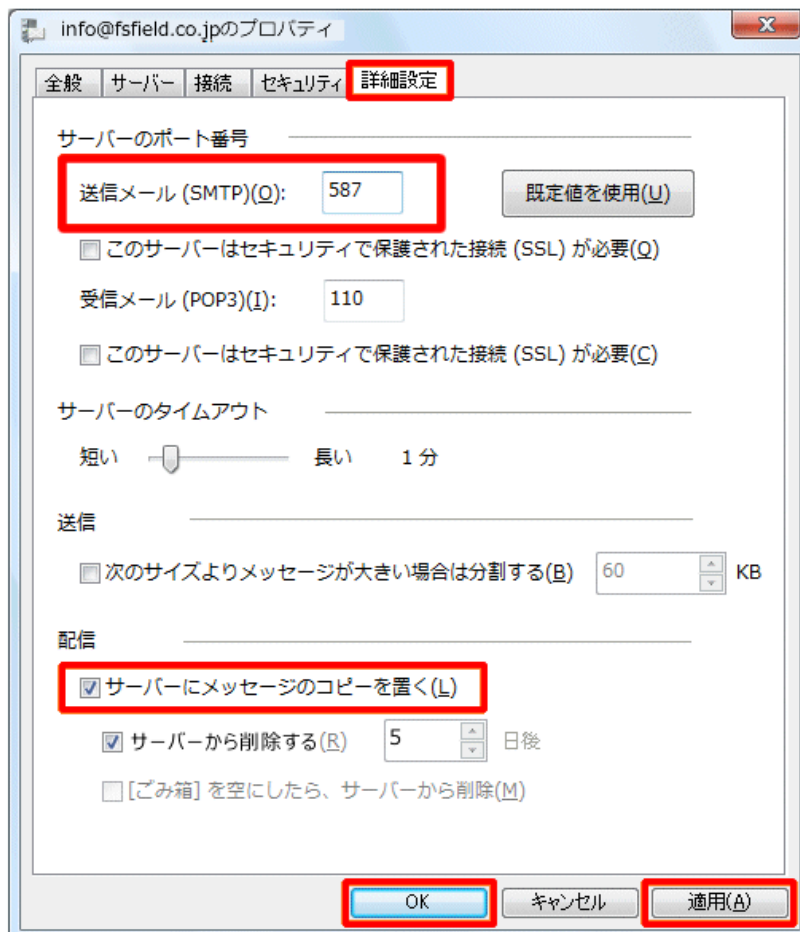 info@fsfield.co.jpのプロパティ
全般 サーバー 接続 セキュリティ 詳細設定
サーバーのポート番号
送信メール (SMTP)(O): 587 既定値を使用(U)
このサーバーはセキュリティで保護された接続 (SSL) が必要(Q)
受信メール (POP3)(I): 110
このサーバーはセキュリティで保護された接続 (SSL) が必要(C)
サーバーのタイムアウト
短い 長い 1 分
送信
次のサイズよりメッセージが大きい場合は分割する(B) 60 KB
配信
サーバーにメッセージのコピーを置く(L)
サーバーから削除する(R) 5 日後
[ごみ箱] を空にしたら、サーバーから削除(M)
OK キャンセル 適用(A)